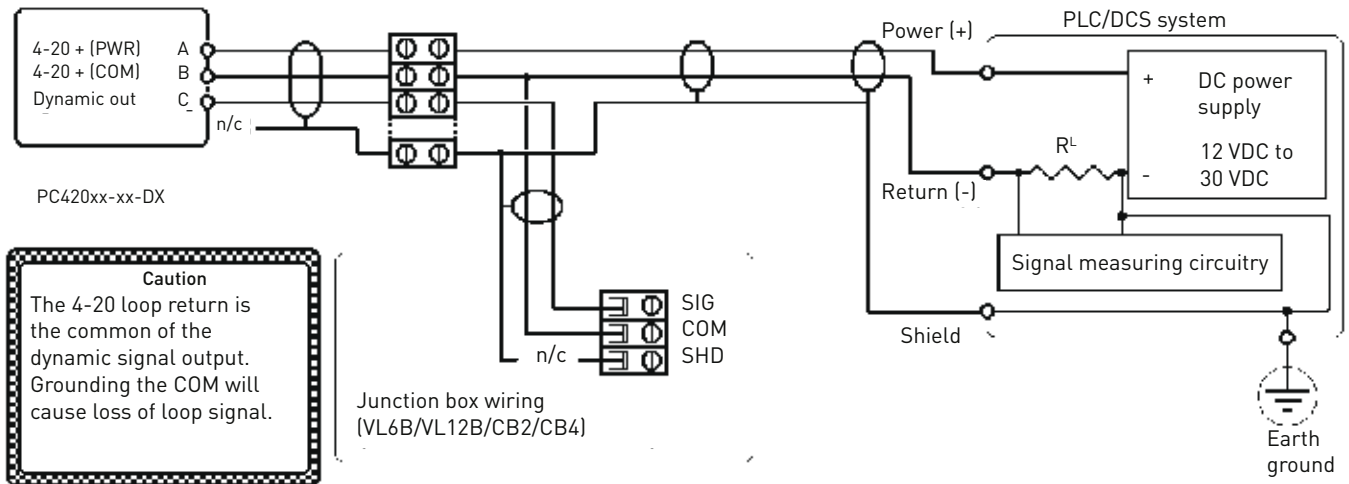 4-20 + (PWR) A
4-20 + (COM) B
Dynamic out C
-
n/c
PC420xx-xx-DX
Caution
The 4-20 loop return is
the common of the
dynamic signal output.
Grounding the COM will
cause loss of loop signal.
SIG
COM
n/c SHD
Junction box wiring
(VL6B/VL12B/CB2/CB4)
PLC/DCS system
Power (+)
+ DC power
supply
12 VDC to
- 30 VDC
RL
Return (-)
Signal measuring circuitry
Shield
Earth
ground